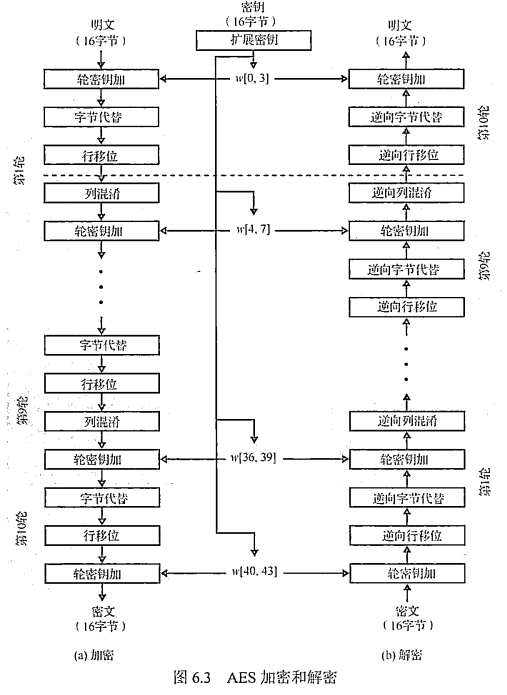 密钥
（16字节）
扩展密钥
明文
（16字节）
轮密钥加
字节代替
行移位
第1轮
列混淆
轮密钥加
字节代替
行移位
第9轮
列混淆
轮密钥加
字节代替
第10轮
行移位
轮密钥加
密文
（16字节）
(a) 加密
w[0, 3]
w[4, 7]
w[36, 39]
w[40, 43]
明文
（16字节）
轮密钥加
逆向字节代替
第10轮
逆向行移位
逆向列混淆
轮密钥加
第9轮
逆向字节代替
逆向行移位
逆向列混淆
轮密钥加
第1轮
逆向字节代替
逆向行移位
轮密钥加
密文
（16字节）
(b) 解密
图 6.3 AES 加密和解密